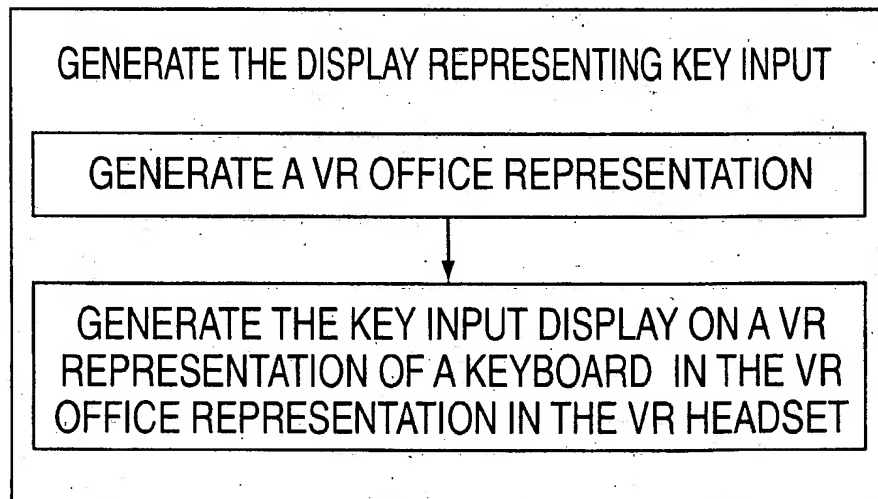 GENERATE THE DISPLAY REPRESENTING KEY INPUT
GENERATE A VR OFFICE REPRESENTATION
GENERATE THE KEY INPUT DISPLAY ON A VR
REPRESENTATION OF A KEYBOARD IN THE VR
OFFICE REPRESENTATION IN THE VR HEADSET